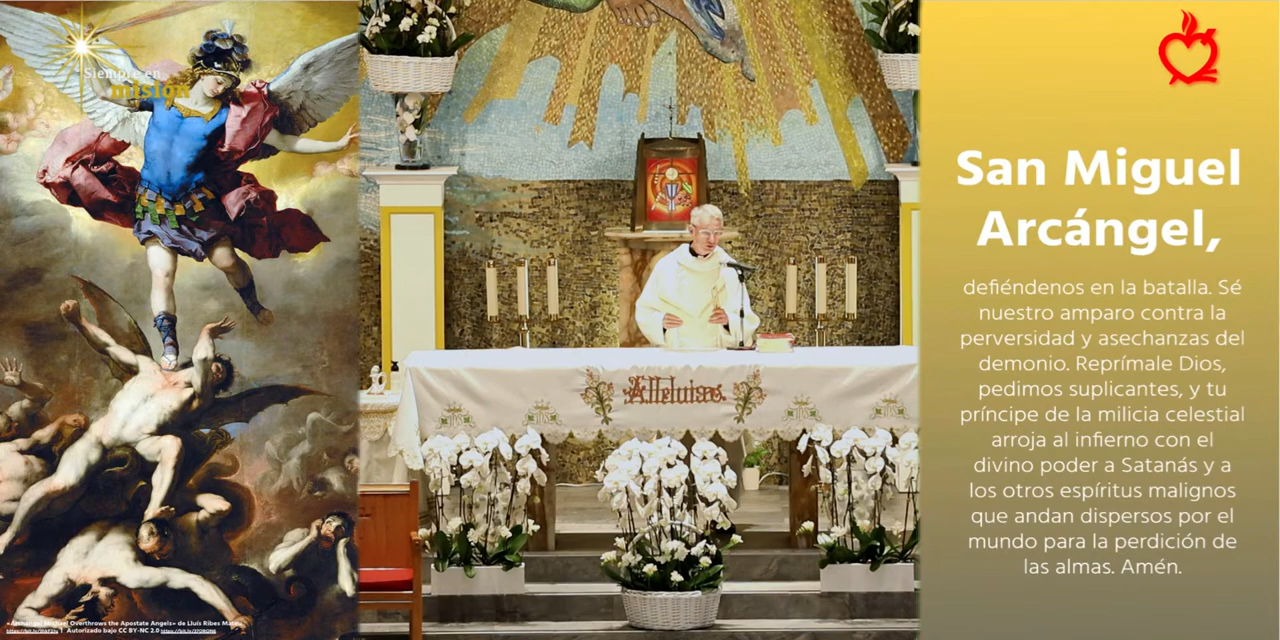 Siempre en
misión
Alleluia
San Miguel
Arcángel,
defiéndenos en la batalla. Sé
nuestro amparo contra la
perversidad y asechanzas del
demonio. Reprímale Dios,
pedimos suplicantes, y tu
príncipe de la milicia celestial
arroja al infierno con el
divino poder a Satanás y a
los otros espíritus malignos
que andan dispersos por el
mundo para la perdición de
las almas. Amén.
«Archangel Michael Overthrows the Apostate Angels» de Lluís Ribes Mateu
| Autorizado bajo CC BY-NC 2.0